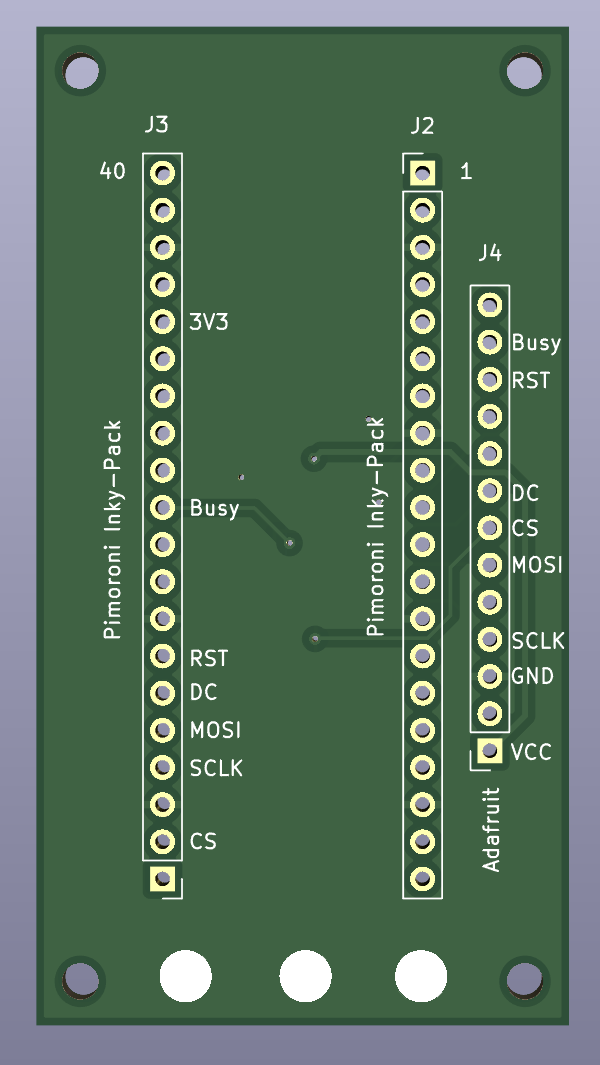 J3
J2
40
1
J4
3V3
Busy
RST
Pimoroni Inky-Pack
Pimoroni Inky-Pack
Busy
DC
CS
MOSI
SCLK
GND
RST
DC
MOSI
SCLK
VCC
Adafruit
CS